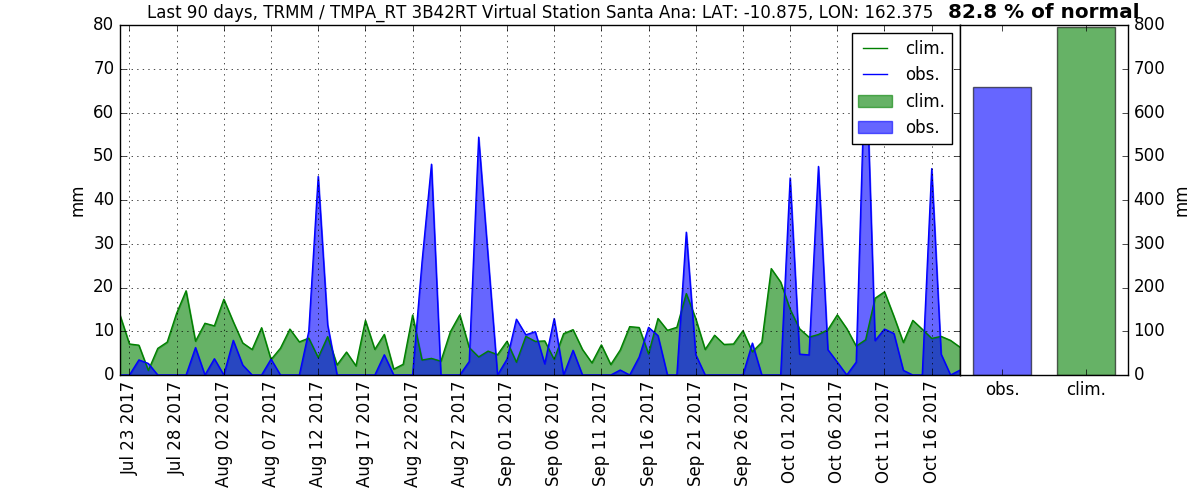 Last 90 days, TRMM / TMPA_RT 3B42RT Virtual Station Santa Ana: LAT: -10.875, LON: 162.375
82.8 % of normal
80
70
60
50
40
30
20
10
0
mm
clim.
obs.
clim.
obs.
800
700
600
500
400
300
200
100
0
mm
Jul 23 2017
Jul 28 2017
Aug 02 2017
Aug 07 2017
Aug 12 2017
Aug 17 2017
Aug 22 2017
Aug 27 2017
Sep 01 2017
Sep 06 2017
Sep 11 2017
Sep 16 2017
Sep 21 2017
Sep 26 2017
Oct 01 2017
Oct 06 2017
Oct 11 2017
Oct 16 2017
obs.
clim.